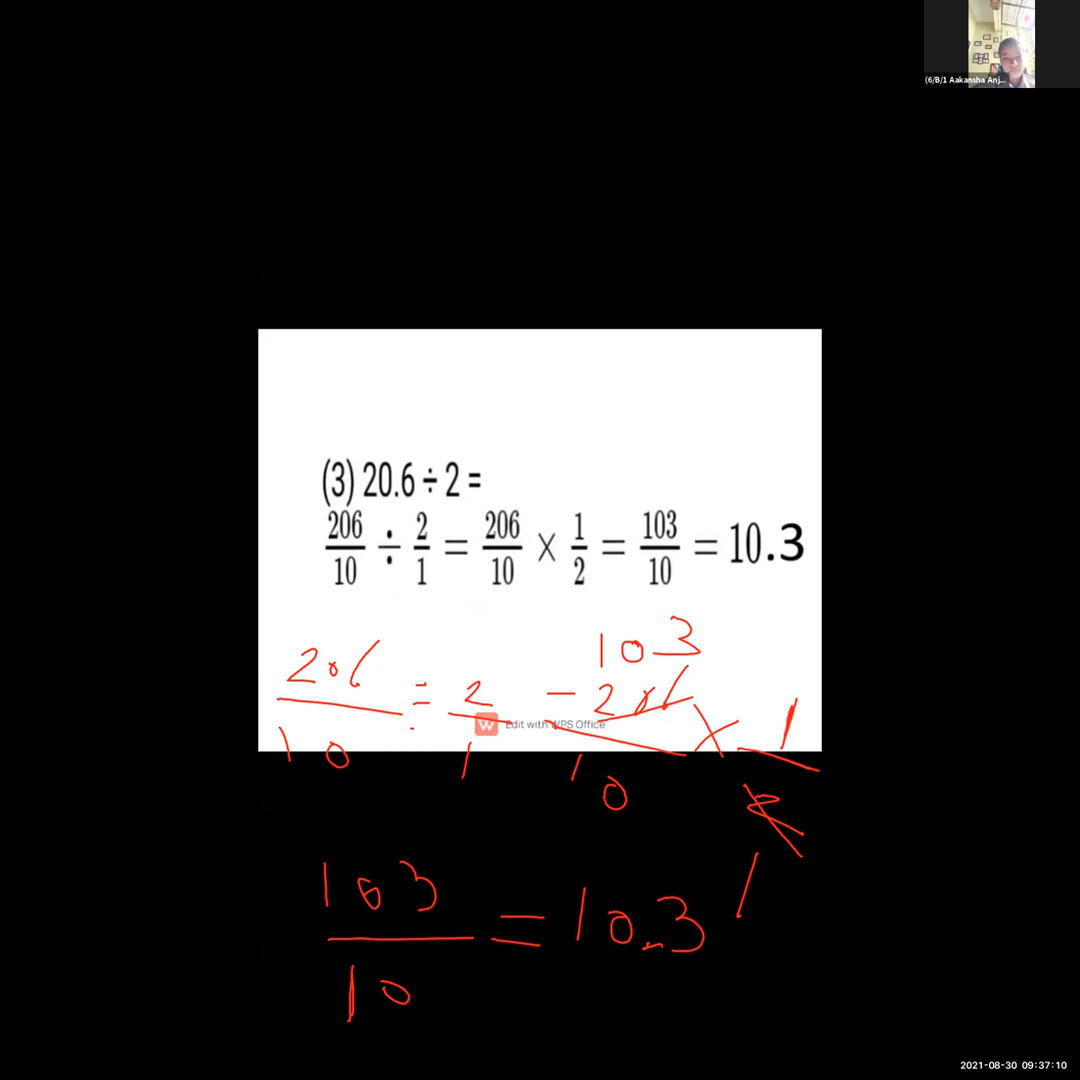 (6/B/1 Aakansha Anj...
(3) 20.6 ÷ 2 =
206/10 ÷ 2/1 = 206/10 × 1/2 = 103/10 = 10.3
103
206/10 ÷ 2/1 = 206/10 × 1/2
1
Edit with WPS Office
103/10 = 10.3
2021-08-30 09:37:10